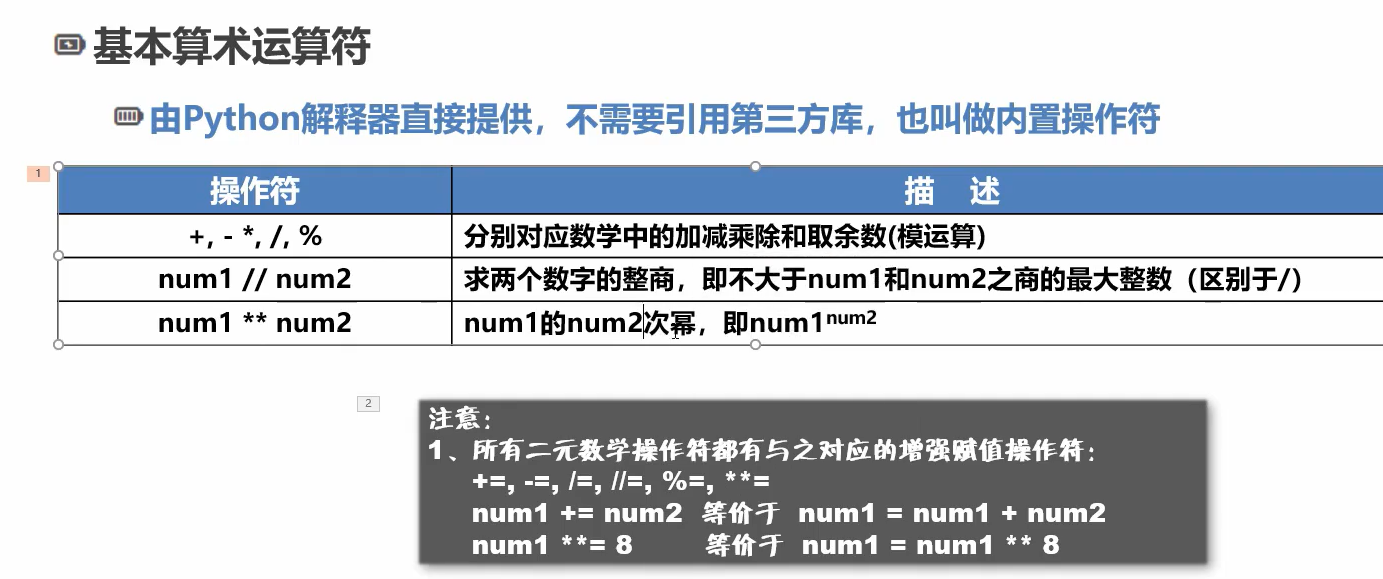 基本算术运算符
由Python解释器直接提供，不需要引用第三方库，也叫做内置操作符
1
操作符 描 述
+, - *, /, % 分别对应数学中的加减乘除和取余数(模运算)
num1 // num2 求两个数字的整商，即不大于num1和num2之商的最大整数（区别于/）
num1 ** num2 num1的num2次幂，即num1ⁿᵘᵐ²
2
注意：
1、所有二元数学操作符都有与之对应的增强赋值操作符：
+=, -=, /=, //=, %=, **=
num1 += num2 等价于 num1 = num1 + num2
num1 **= 8 等价于 num1 = num1 ** 8